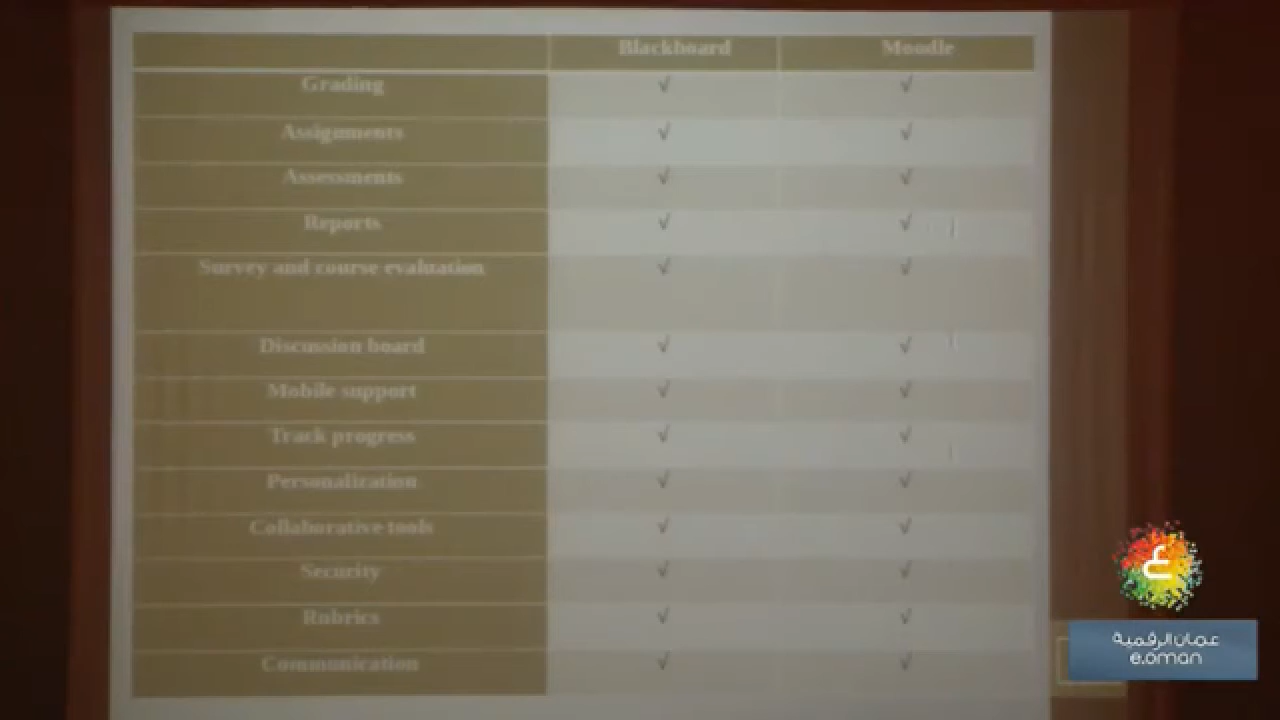 Blackboard Moodle
Grading √ √
Assignments √ √
Assessments √ √
Reports √ √
Survey and course evaluation √ √
Discussion board √ √
Mobile support √ √
Track progress √ √
Personalization √ √
Collaborative tools √ √
Security √ √
Rubrics √ √
Communication √ √
ع
عمان الرقمية
e.oman